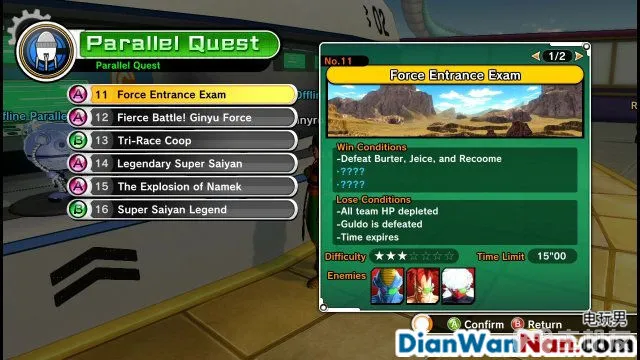 Parallel Quest
Parallel Quest
A 11 Force Entrance Exam
A 12 Fierce Battle! Ginyu Force
B 13 Tri-Race Coop
A 14 Legendary Super Saiyan
A 15 The Explosion of Namek
B 16 Super Saiyan Legend
Offline
ffline Parallel
No.11
1/2
Force Entrance Exam
Win Conditions
-Defeat Burter, Jeice, and Recoome
-????
-????
Lose Conditions
-All team HP depleted
-Guldo is defeated
-Time expires
Difficulty ★★★☆☆☆☆ Time Limit 15"00
Enemies
A Confirm B Return
电玩男
DianWanNan.com